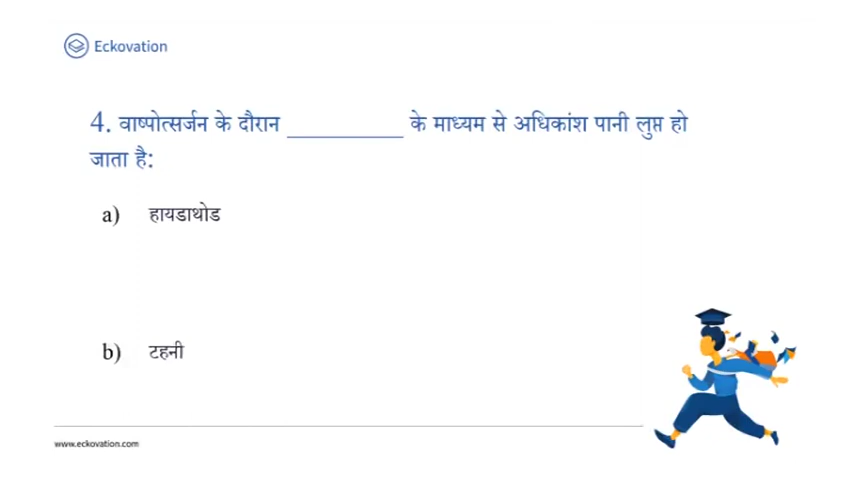 Eckovation
4. वाष्पोत्सर्जन के दौरान __________ के माध्यम से अधिकांश पानी लुप्त हो
जाता है:
a) हायडाथोड
b) टहनी
www.eckovation.com